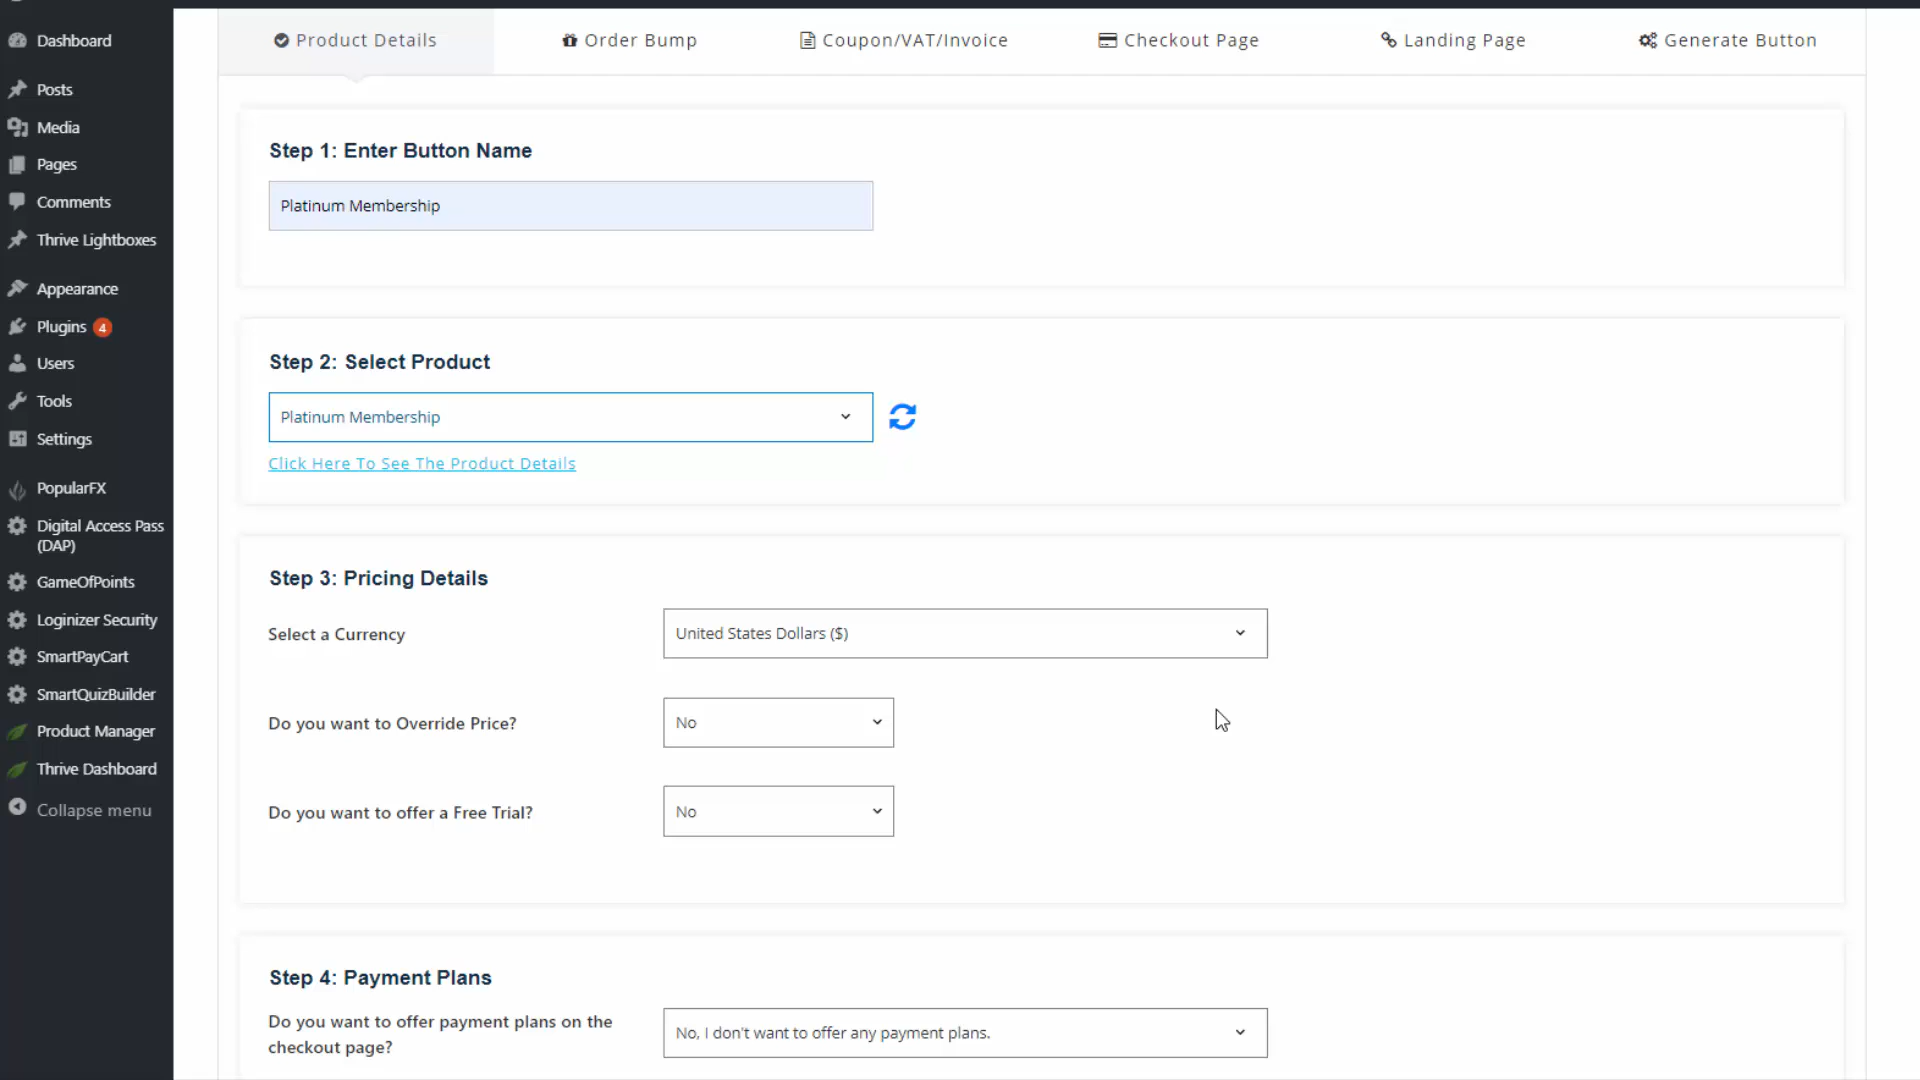 Dashboard
Posts
Media
Pages
Comments
Thrive Lightboxes
Appearance
Plugins 4
Users
Tools
Settings
PopularFX
Digital Access Pass
(DAP)
GameOfPoints
Loginizer Security
SmartPayCart
SmartQuizBuilder
Product Manager
Thrive Dashboard
Collapse menu
Product Details
Order Bump
Coupon/VAT/Invoice
Checkout Page
Landing Page
Generate Button
Step 1: Enter Button Name
Platinum Membership
Step 2: Select Product
Platinum Membership
Click Here To See The Product Details
Step 3: Pricing Details
Select a Currency
United States Dollars ($)
Do you want to Override Price?
No
Do you want to offer a Free Trial?
No
Step 4: Payment Plans
Do you want to offer payment plans on the
checkout page?
No, I don't want to offer any payment plans.